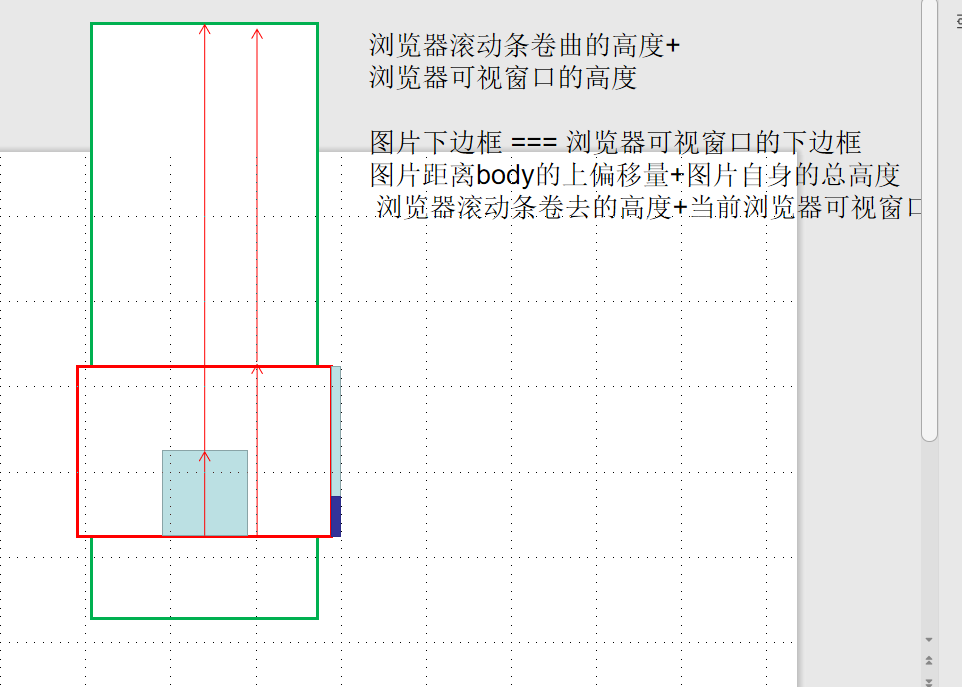 浏览器滚动条卷曲的高度+
浏览器可视窗口的高度
图片下边框 === 浏览器可视窗口的下边框
图片距离body的上偏移量+图片自身的总高度
浏览器滚动条卷去的高度+当前浏览器可视窗